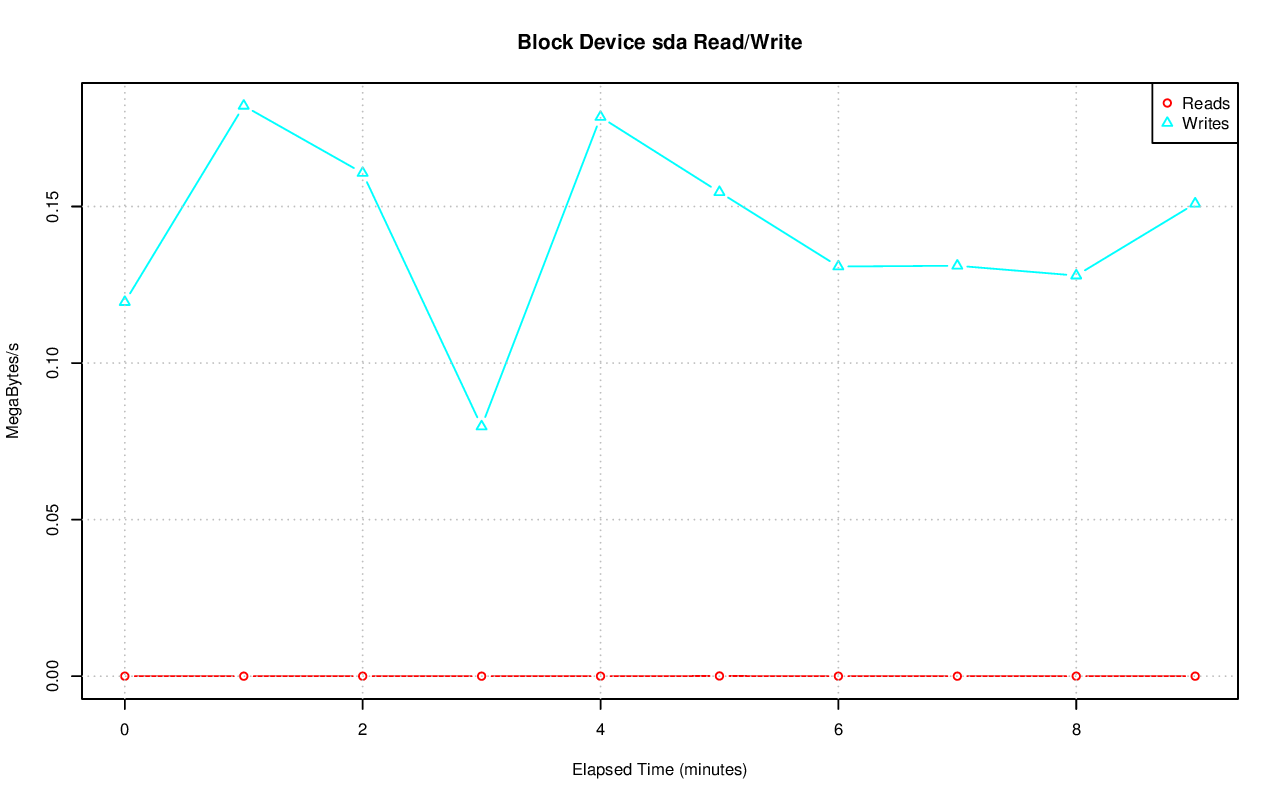 Block Device sda Read/Write
Reads
Writes
MegaBytes/s
0.15
0.10
0.05
0.00
0 2 4 6 8
Elapsed Time (minutes)